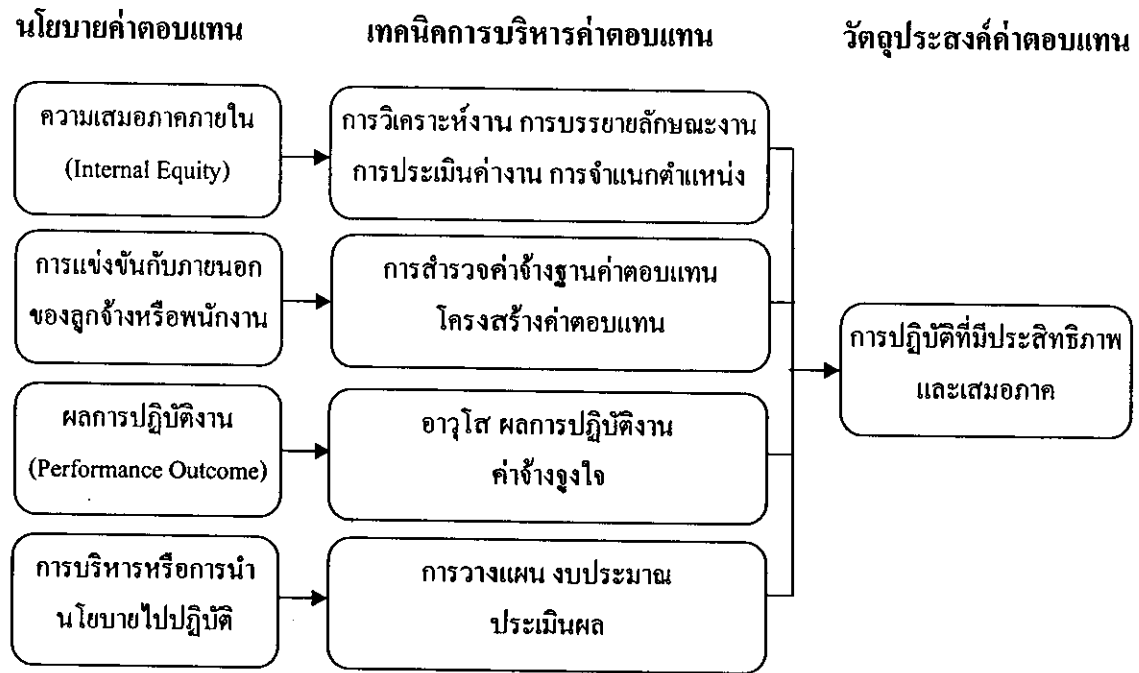 นโยบายค่าตอบแทน
เทคนิคการบริหารค่าตอบแทน
วัตถุประสงค์ค่าตอบแทน
ความเสมอภาคภายใน
(Internal Equity)
การวิเคราะห์งาน การบรรยายลักษณะงาน
การประเมินค่างาน การจำแนกตำแหน่ง
การแข่งขันกับภายนอก
ของลูกจ้างหรือพนักงาน
การสำรวจค่าจ้างฐานค่าตอบแทน
โครงสร้างค่าตอบแทน
ผลการปฏิบัติงาน
(Performance Outcome)
อาวุโส ผลการปฏิบัติงาน
ค่าจ้างจูงใจ
การบริหารหรือการนำ
นโยบายไปปฏิบัติ
การวางแผน งบประมาณ
ประเมินผล
การปฏิบัติที่มีประสิทธิภาพ
และเสมอภาค